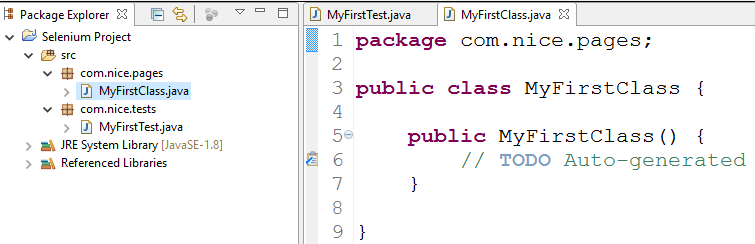 Package Explorer
Selenium Project
src
com.nice.pages
MyFirstClass.java
com.nice.tests
MyFirstTest.java
JRE System Library [JavaSE-1.8]
Referenced Libraries
MyFirstTest.java MyFirstClass.java
1 package com.nice.pages;
2
3 public class MyFirstClass {
4
5 public MyFirstClass() {
6 // TODO Auto-generated
7 }
8
9 }